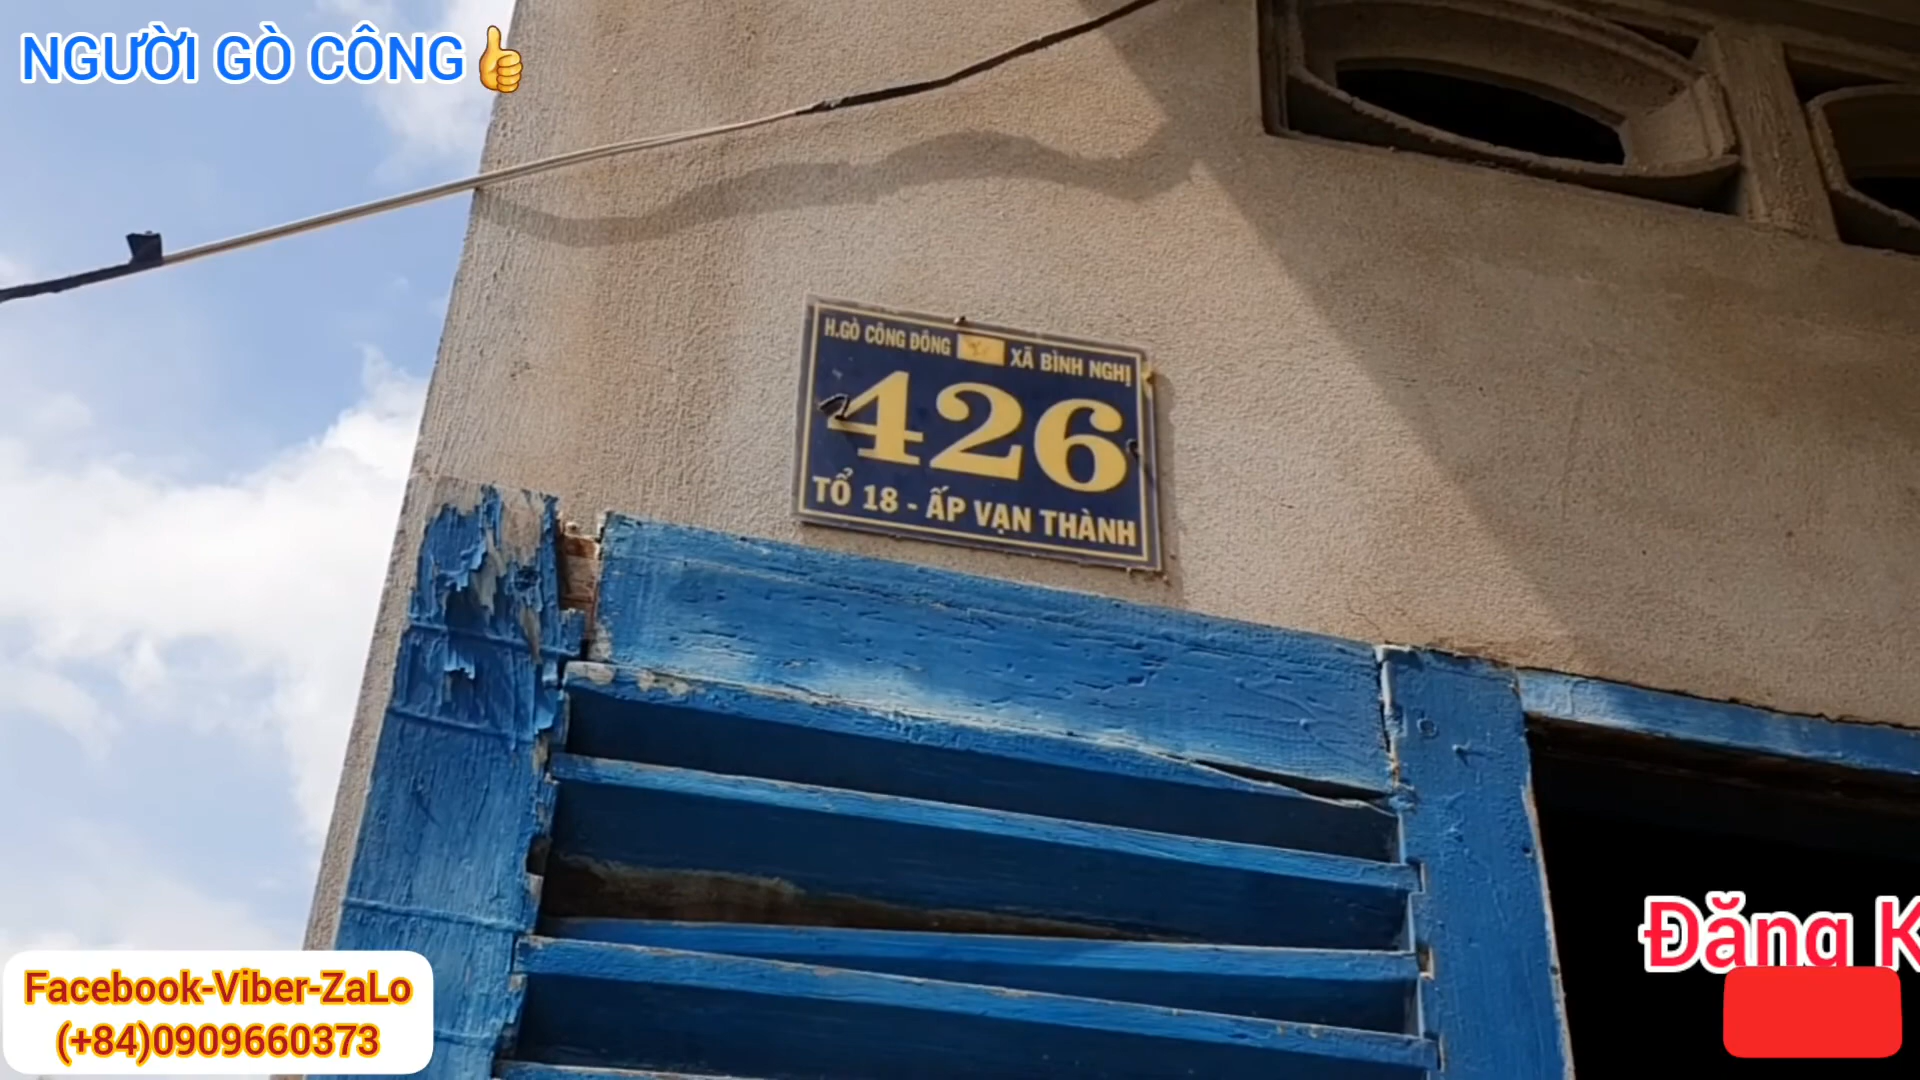 NGƯỜI GÒ CÔNG👍
H.GÒ CÔNG ĐÔNG XÃ BÌNH NGHỊ
426
TỔ 18 - ẤP VẠN THÀNH
Đăng K
Facebook-Viber-ZaLo
(+84)0909660373